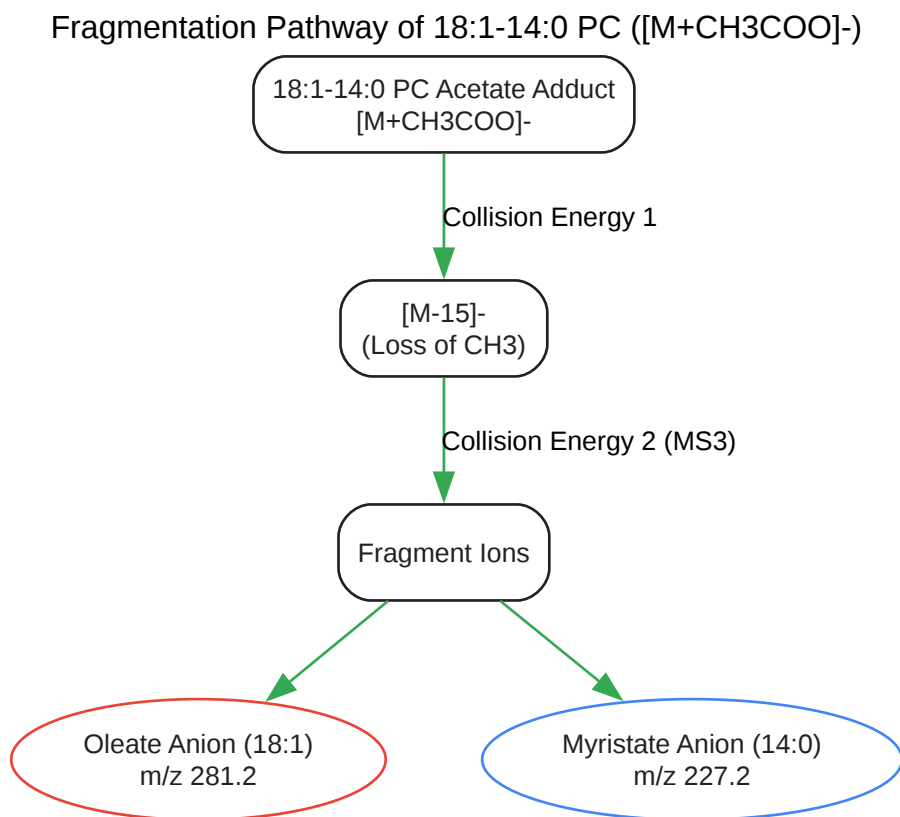 Fragmentation Pathway of 18:1-14:0 PC ([M+CH3COO]-)
18:1-14:0 PC Acetate Adduct
[M+CH3COO]-
Collision Energy 1
[M-15]-
(Loss of CH3)
Collision Energy 2 (MS3)
Fragment Ions
Oleate Anion (18:1)
m/z 281.2
Myristate Anion (14:0)
m/z 227.2